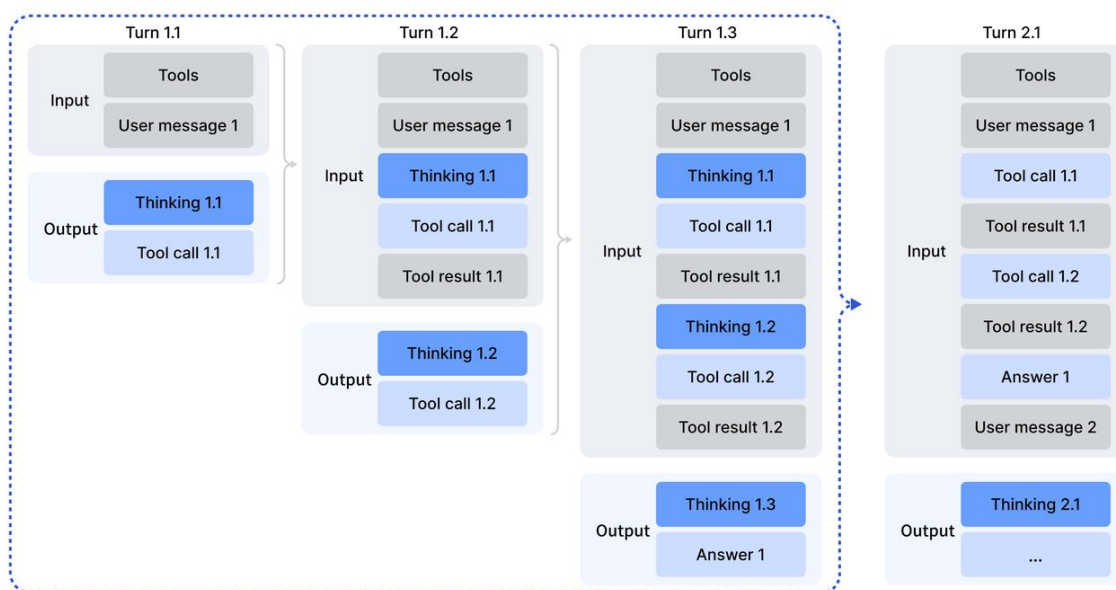 Turn 1.1
Input
Tools
User message 1
Output
Thinking 1.1
Tool call 1.1
Turn 1.2
Input
Tools
User message 1
Thinking 1.1
Tool call 1.1
Tool result 1.1
Output
Thinking 1.2
Tool call 1.2
Turn 1.3
Input
Tools
User message 1
Thinking 1.1
Tool call 1.1
Tool result 1.1
Thinking 1.2
Tool call 1.2
Tool result 1.2
Output
Thinking 1.3
Answer 1
Turn 2.1
Input
Tools
User message 1
Tool call 1.1
Tool result 1.1
Tool call 1.2
Tool result 1.2
Answer 1
User message 2
Output
Thinking 2.1
...